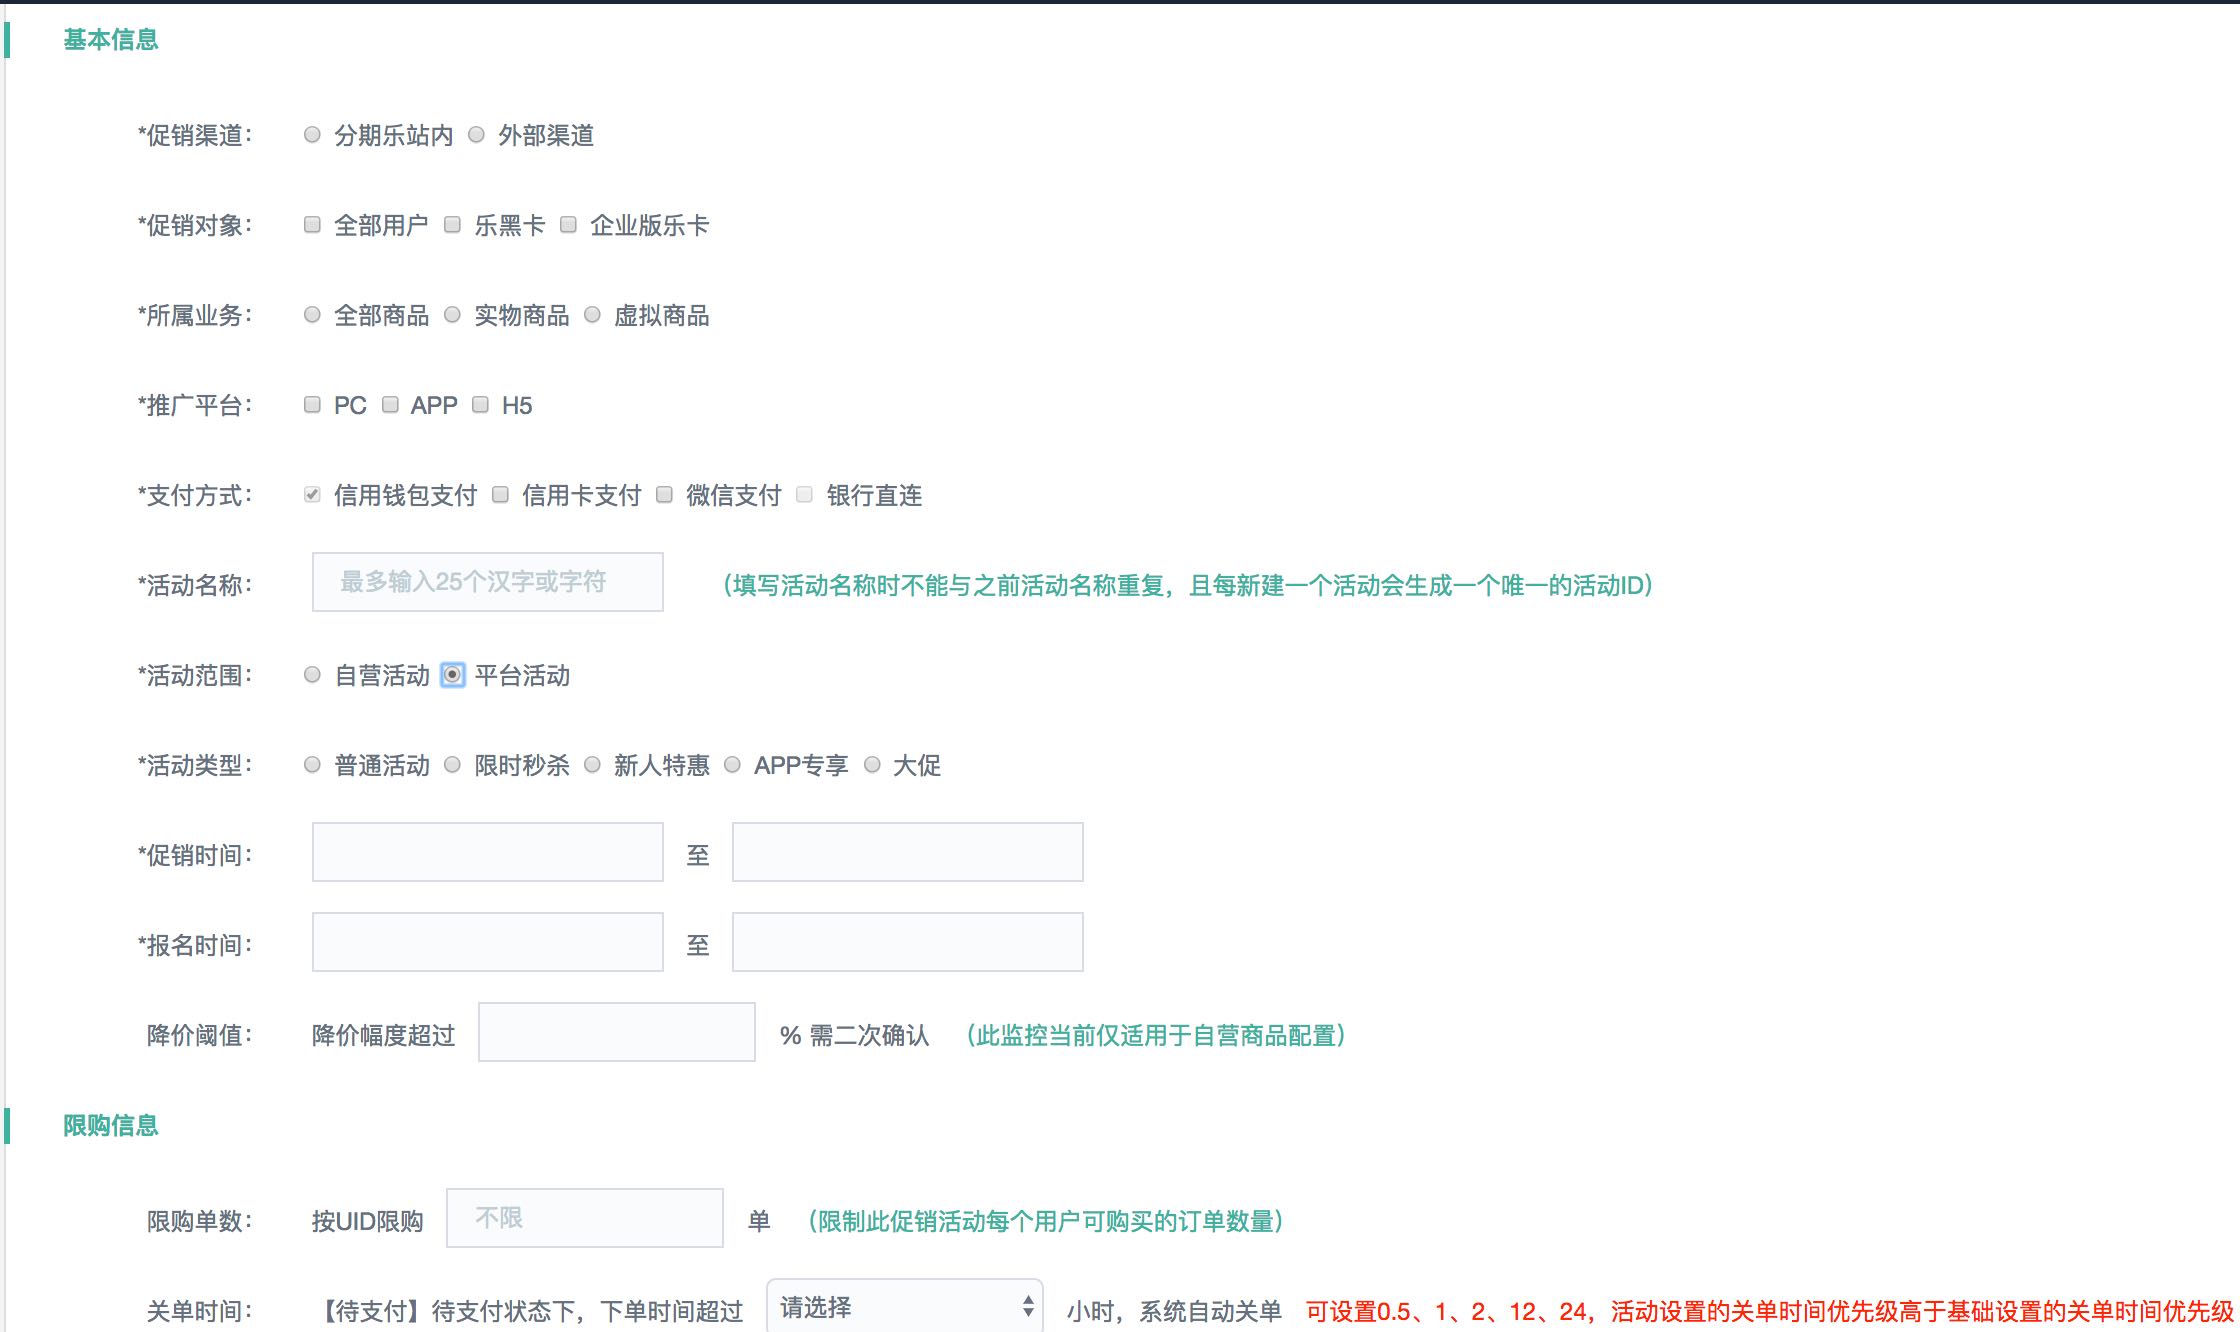 基本信息
*促销渠道： 分期乐站内 外部渠道
*促销对象： 全部用户 乐黑卡 企业版乐卡
*所属业务： 全部商品 实物商品 虚拟商品
*推广平台： PC APP H5
*支付方式： 信用钱包支付 信用卡支付 微信支付 银行直连
*活动名称： 最多输入25个汉字或字符 （填写活动名称时不能与之前活动名称重复，且每新建一个活动会生成一个唯一的活动ID）
*活动范围： 自营活动 平台活动
*活动类型： 普通活动 限时秒杀 新人特惠 APP专享 大促
*促销时间： 至
*报名时间： 至
降价阈值： 降价幅度超过 % 需二次确认 （此监控当前仅适用于自营商品配置）
限购信息
限购单数： 按UID限购 不限 单 （限制此促销活动每个用户可购买的订单数量）
关单时间： 【待支付】待支付状态下，下单时间超过 请选择 小时，系统自动关单 可设置0.5、1、2、12、24，活动设置的关单时间优先级高于基础设置的关单时间优先级